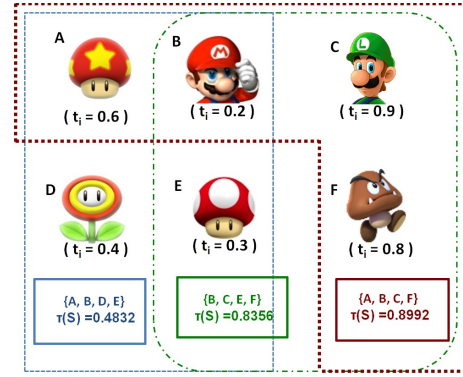 A
B
C
( ti = 0.6 )
( ti = 0.2 )
( ti = 0.9 )
D
E
F
( ti = 0.4 )
( ti = 0.3 )
( ti = 0.8 )
{A, B, D, E}
τ(S) =0.4832
{B, C, E, F}
τ(S) =0.8356
{A, B, C, F}
τ(S) =0.8992
M
L